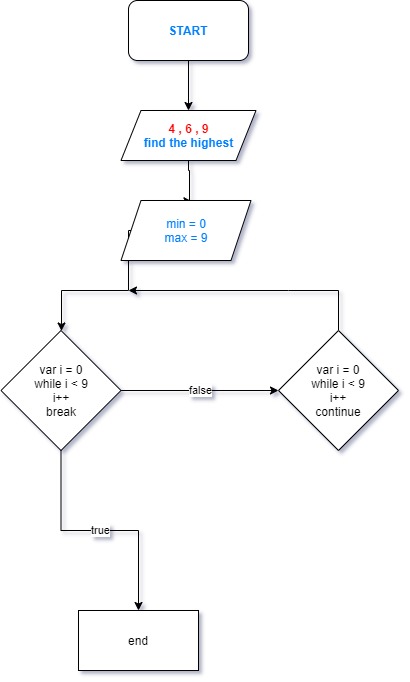 START
4 , 6 , 9
find the highest
min = 0
max = 9
var i = 0
while i < 9
i++
break
false
var i = 0
while i < 9
i++
continue
true
end